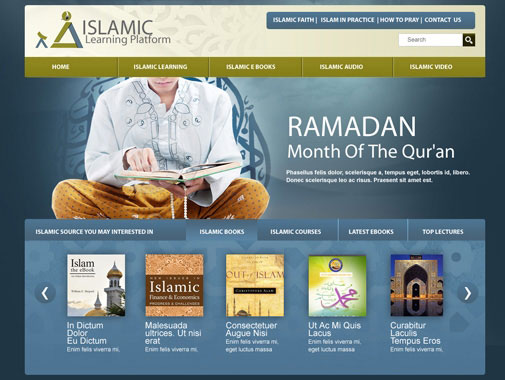 ISLAMIC
Learning Platform
ISLAMIC FAITH | ISLAM IN PRACTICE | HOW TO PRAY | CONTACT US
Search
HOME ISLAMIC LEARNING ISLAMIC E BOOKS ISLAMIC AUDIO ISLAMIC VIDEO
RAMADAN
Month Of The Qur'an
Phasellus felis dolor, scelerisque a, tempus eget, lobortis id, libero.
Donec scelerisque leo ac risus. Praesent sit amet est.
ISLAMIC SOURCE YOU MAY INTERESTED IN ISLAMIC BOOKS ISLAMIC COURSES LATEST EBOOKS TOP LECTURES
Islam
the eBook
ISLAMIC
Finance & Economics
PROGRESS & CHALLENGES
OUT OF ISLAM
In Dictum
Dolor
Eu Dictum
Enim felis viverra mi,
Malesuada
ultrices. Ut nisi
erat
Enim felis viverra mi,
Consectetuer
Augue Nisi
Enim felis viverra mi,
eget luctus massa
Ut Ac Mi Quis
Lacus
Enim felis viverra mi,
eget luctus massa
Curabitur
Laculis
Tempus Eros
Enim felis viverra mi,